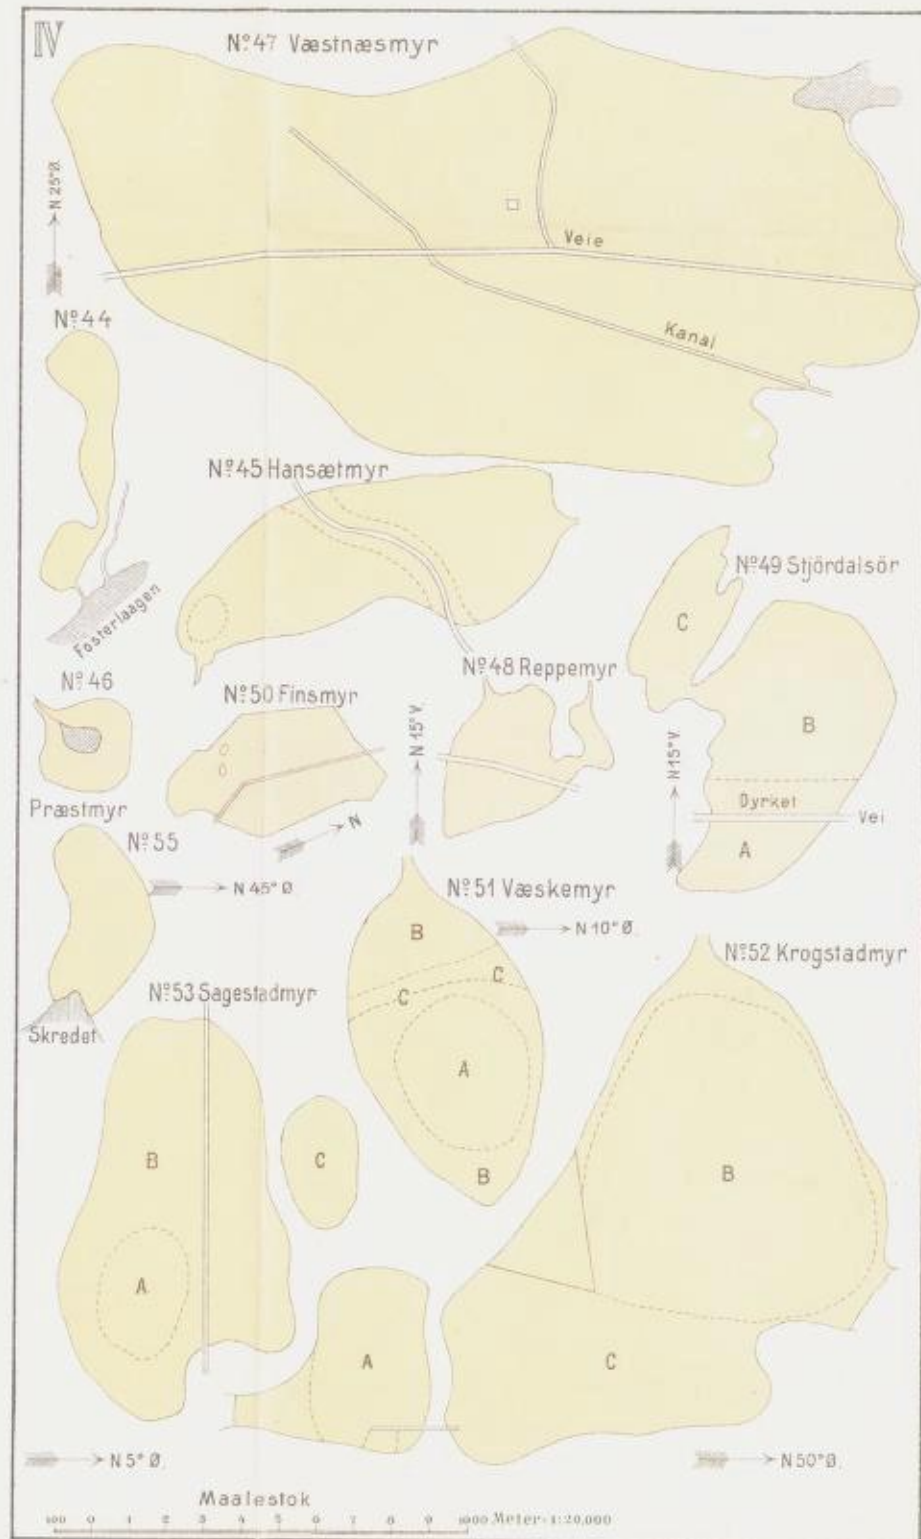 IV
Nº47 Væstnæsmyr
N 25°Ø.
Veie
Kanal
Nº44
Fosterlaagen
Nº45 Hansætmyr
Nº49 Stjördalsör
C
B
N 15°V.
Dyrket
Vei
A
Nº46
Præstmyr
Nº50 Finsmyr
N
Nº48 Reppemyr
N 15°V.
Nº55
N 45°Ø
Skredet
Nº51 Væskemyr
N 10°Ø.
B
C
C
A
B
Nº52 Krogstadmyr
B
A
C
N 50°Ø.
Nº53 Sagestadmyr
B
C
A
N 5°Ø.
Maalestok
100 0 1 2 3 4 5 6 7 8 9 1000 Meter=1:20,000